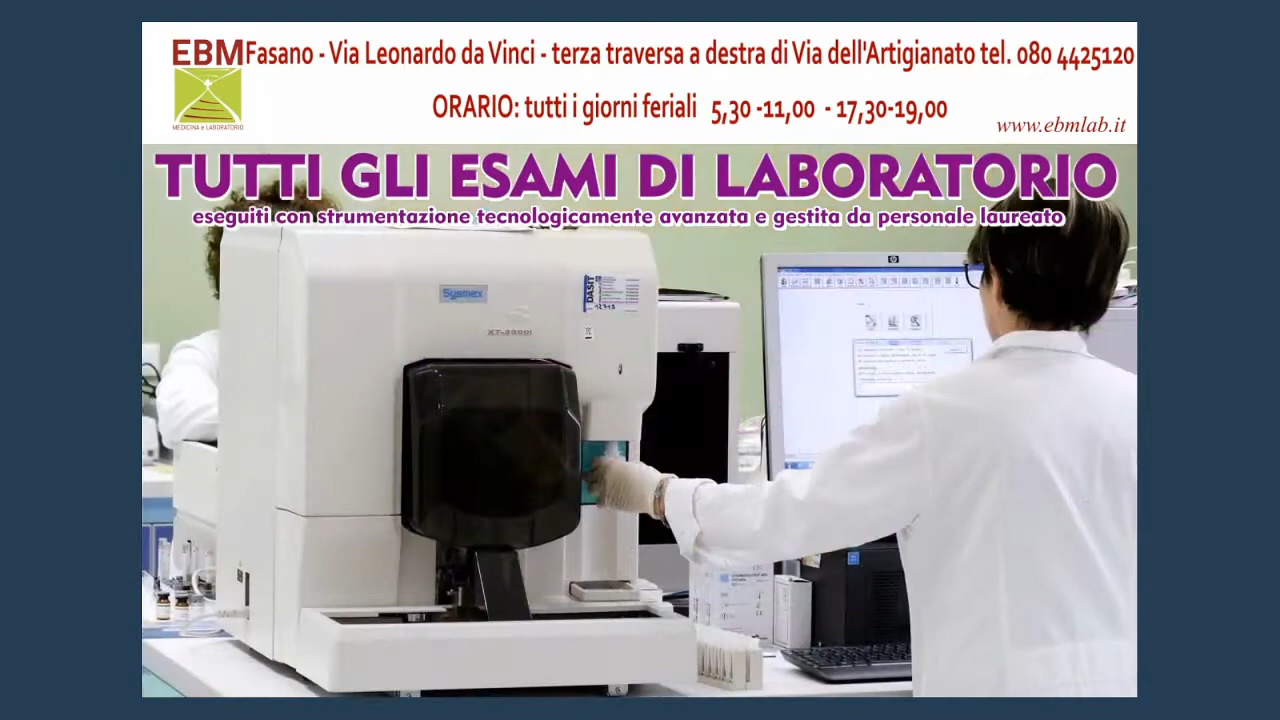 EBM Fasano - Via Leonardo da Vinci - terza traversa a destra di Via dell'Artigianato tel. 080 4425120
MEDICINA e LABORATORIO
ORARIO: tutti i giorni feriali 5,30 -11,00 - 17,30-19,00
www.ebmlab.it
TUTTI GLI ESAMI DI LABORATORIO
eseguiti con strumentazione tecnologicamente avanzata e gestita da personale laureato
Sysmex
DASIT
12713
XT-2000i
hp